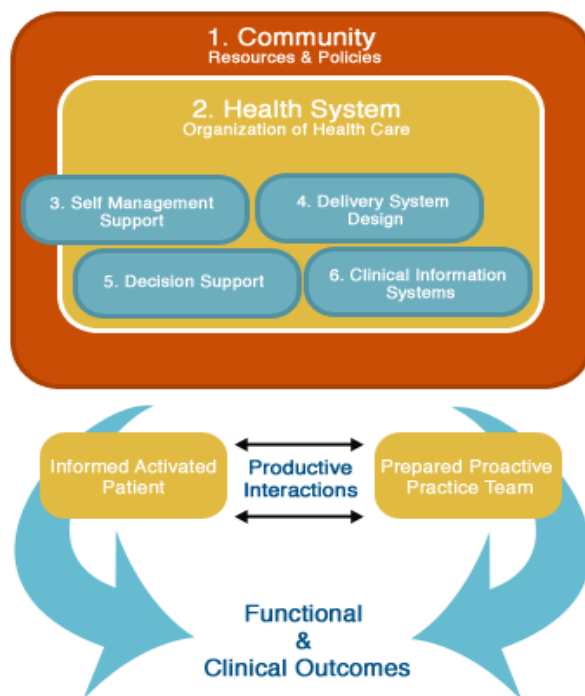 1. Community
Resources & Policies
2. Health System
Organization of Health Care
3. Self Management
Support
4. Delivery System
Design
5. Decision Support
6. Clinical Information
Systems
Informed Activated
Patient
Productive
Interactions
Prepared Proactive
Practice Team
Functional
&
Clinical Outcomes